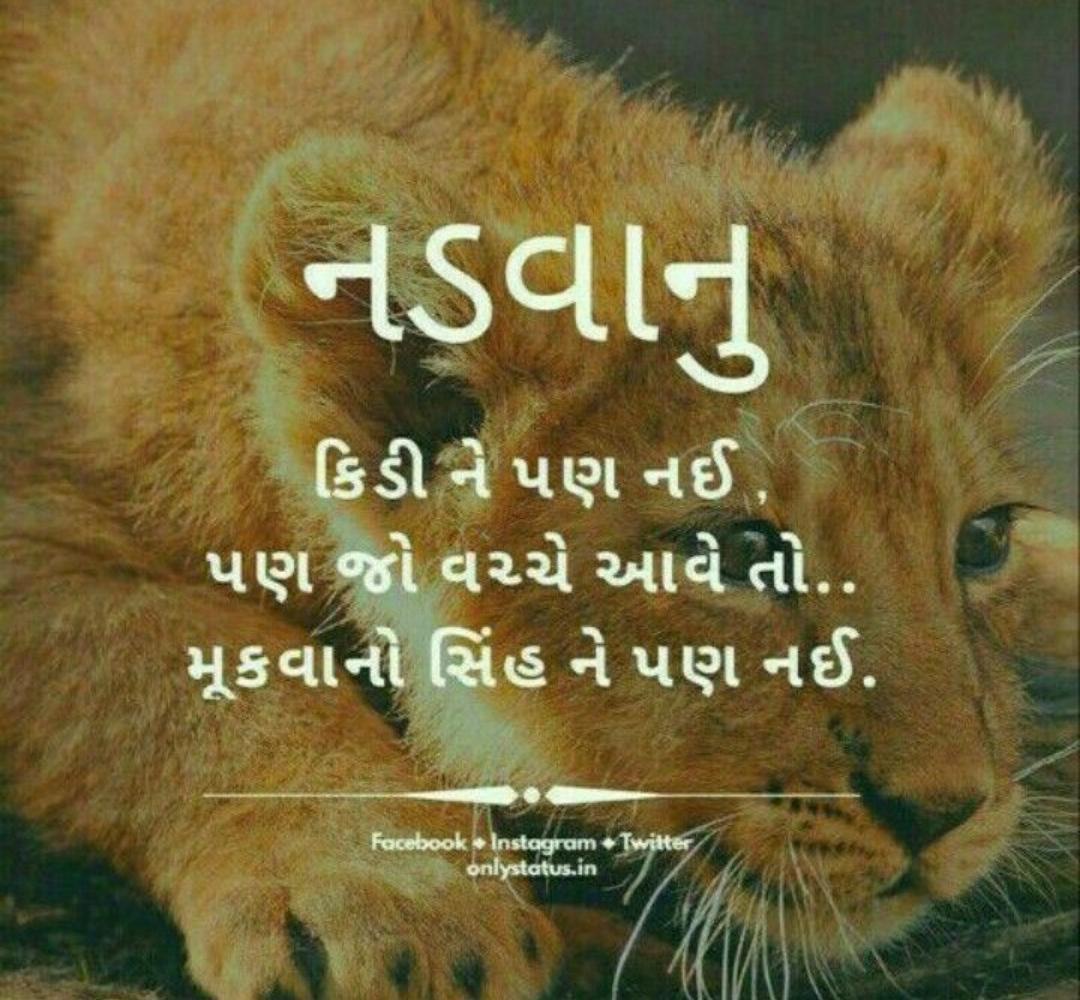 નડવાનુ
કિડી ને પણ નઈ,
પણ જો વચ્ચે આવે તો..
મૂકવાનો સિંહ ને પણ નઈ.
Facebook ✦ Instagram ✦ Twitter
onlystatus.in